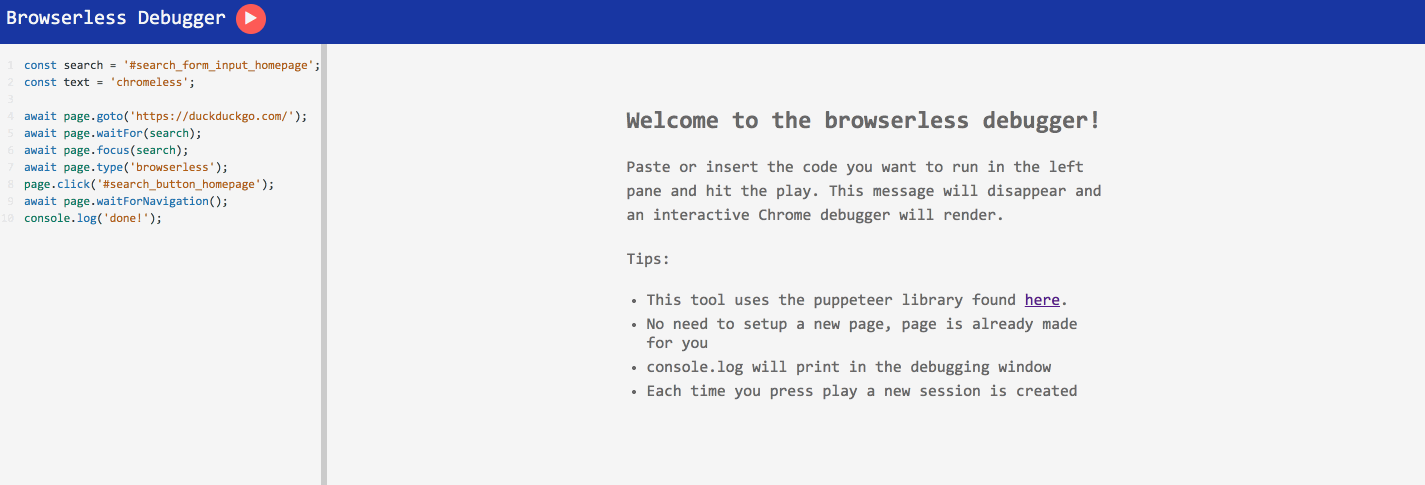 Browserless Debugger
1 const search = '#search_form_input_homepage';
2 const text = 'chromeless';
3
4 await page.goto('https://duckduckgo.com/');
5 await page.waitFor(search);
6 await page.focus(search);
7 await page.type('browserless');
8 page.click('#search_button_homepage');
9 await page.waitForNavigation();
10 console.log('done!');
Welcome to the browserless debugger!
Paste or insert the code you want to run in the left
pane and hit the play. This message will disappear and
an interactive Chrome debugger will render.
Tips:
• This tool uses the puppeteer library found here.
• No need to setup a new page, page is already made
for you
• console.log will print in the debugging window
• Each time you press play a new session is created